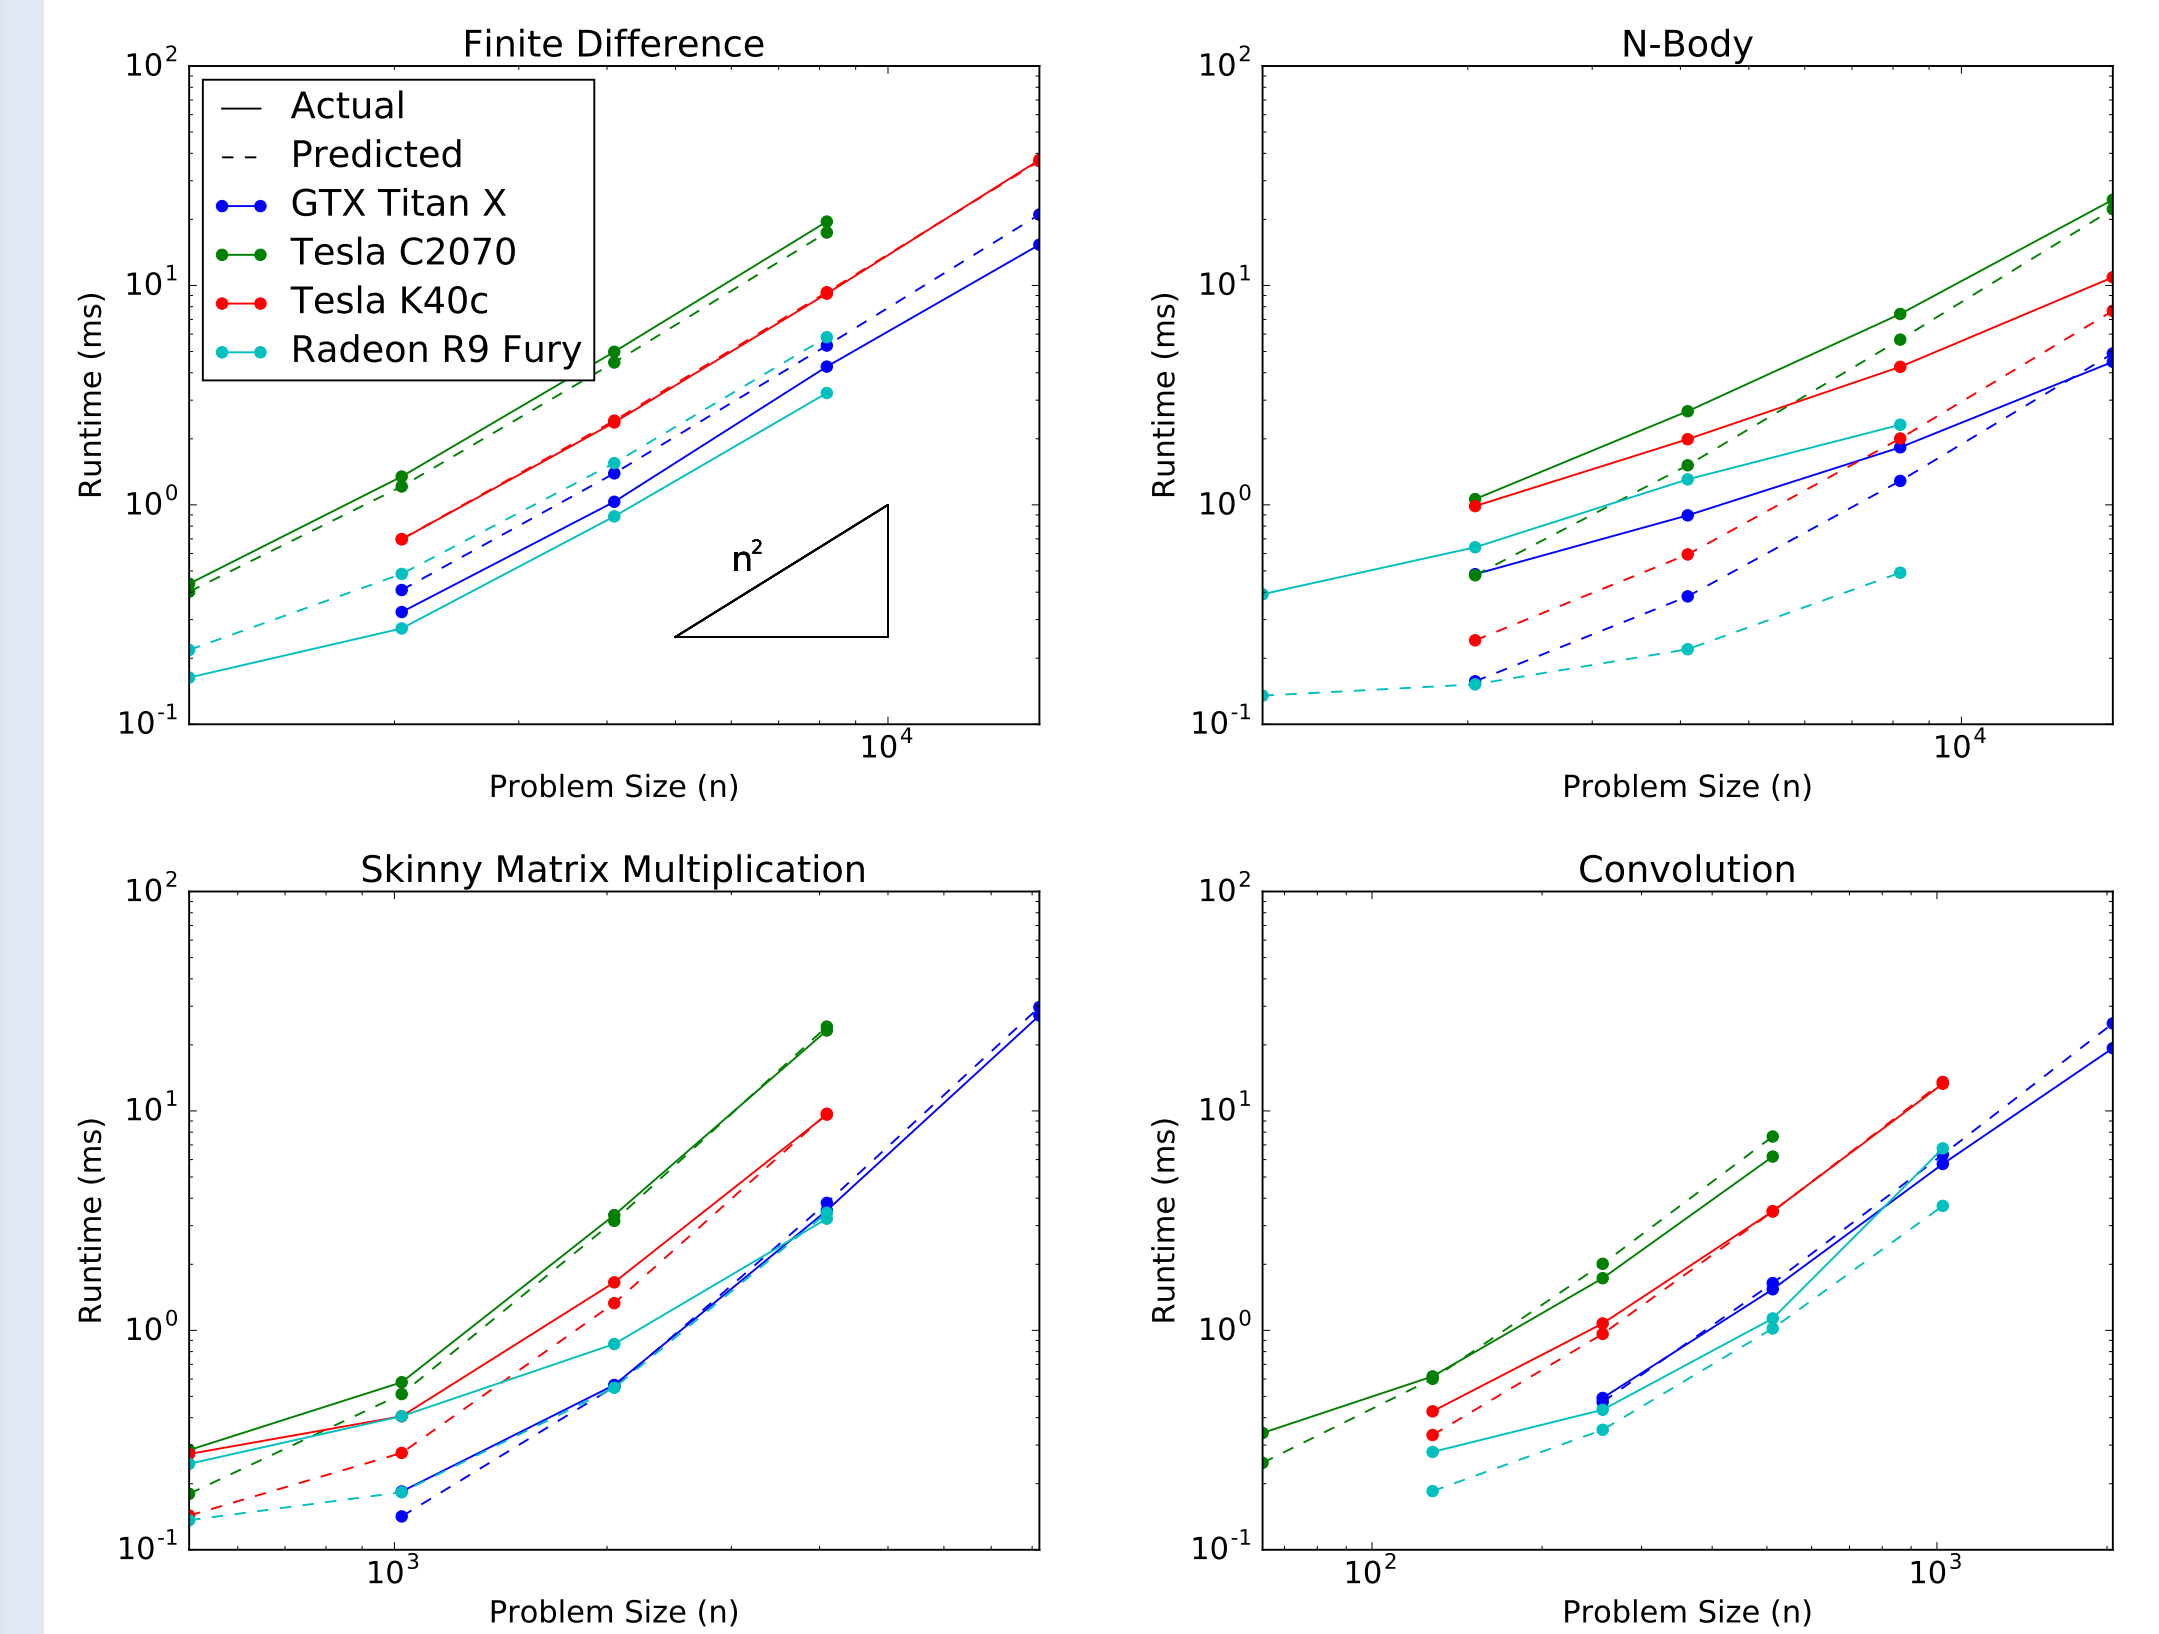 Finite Difference
10^2
10^1
10^0
10^-1
Runtime (ms)
Actual
Predicted
GTX Titan X
Tesla C2070
Tesla K40c
Radeon R9 Fury
n^2
10^4
Problem Size (n)
N-Body
10^2
10^1
10^0
10^-1
Runtime (ms)
10^4
Problem Size (n)
Skinny Matrix Multiplication
10^2
10^1
10^0
10^-1
Runtime (ms)
10^3
Problem Size (n)
Convolution
10^2
10^1
10^0
10^-1
Runtime (ms)
10^2 10^3
Problem Size (n)